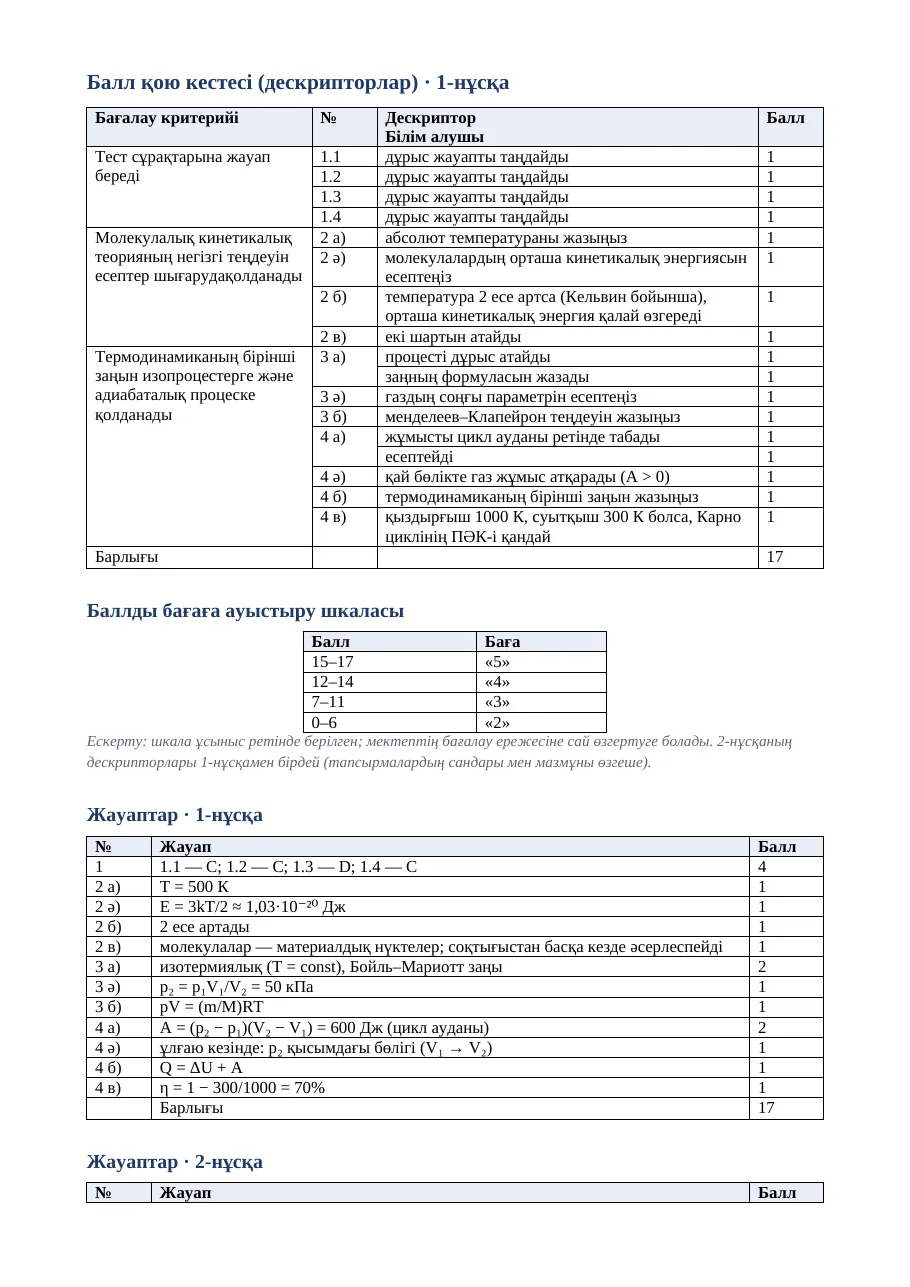 Балл қою кестесі (дескрипторлар) · 1-нұсқа
Бағалау критерийі № Дескриптор Балл
Білім алушы
Тест сұрақтарына жауап 1.1 дұрыс жауапты таңдайды 1
береді 1.2 дұрыс жауапты таңдайды 1
1.3 дұрыс жауапты таңдайды 1
1.4 дұрыс жауапты таңдайды 1
Молекулалық кинетикалық 2 а) абсолют температураны жазыңыз 1
теорияның негізгі теңдеуін 2 ә) молекулалардың орташа кинетикалық энергиясын 1
есептер шығарудақолданады есептеңіз
2 б) температура 2 есе артса (Кельвин бойынша), 1
орташа кинетикалық энергия қалай өзгереді
2 в) екі шартын атайды 1
Термодинамиканың бірінші 3 а) процесті дұрыс атайды 1
заңын изопроцестерге және заңның формуласын жазады 1
адиабаталық процеске 3 ә) газдың соңғы параметрін есептеңіз 1
қолданады 3 б) менделеев–Клапейрон теңдеуін жазыңыз 1
4 а) жұмысты цикл ауданы ретінде табады 1
есептейді 1
4 ә) қай бөлікте газ жұмыс атқарады (A > 0) 1
4 б) термодинамиканың бірінші заңын жазыңыз 1
4 в) қыздырғыш 1000 К, суытқыш 300 К болса, Карно 1
циклінің ПӘК-і қандай
Барлығы 17
Баллды бағаға ауыстыру шкаласы
Балл Баға
15–17 «5»
12–14 «4»
7–11 «3»
0–6 «2»
Ескерту: шкала ұсыныс ретінде берілген; мектептің бағалау ережесіне сай өзгертуге болады. 2-нұсқаның
дескрипторлары 1-нұсқамен бірдей (тапсырмалардың сандары мен мазмұны өзгеше).
Жауаптар · 1-нұсқа
№ Жауап Балл
1 1.1 — C; 1.2 — C; 1.3 — D; 1.4 — C 4
2 а) T = 500 К 1
2 ә) E = 3kT/2 ≈ 1,03·10⁻²⁰ Дж 1
2 б) 2 есе артады 1
2 в) молекулалар — материалдық нүктелер; соқтығыстан басқа кезде әсерлеспейді 1
3 а) изотермиялық (T = const), Бойль–Мариотт заңы 2
3 ә) p₂ = p₁V₁/V₂ = 50 кПа 1
3 б) pV = (m/M)RT 1
4 а) A = (p₂ − p₁)(V₂ − V₁) = 600 Дж (цикл ауданы) 2
4 ә) ұлғаю кезінде: p₂ қысымдағы бөлігі (V₁ → V₂) 1
4 б) Q = ΔU + A 1
4 в) η = 1 − 300/1000 = 70% 1
Барлығы 17
Жауаптар · 2-нұсқа
№ Жауап Балл